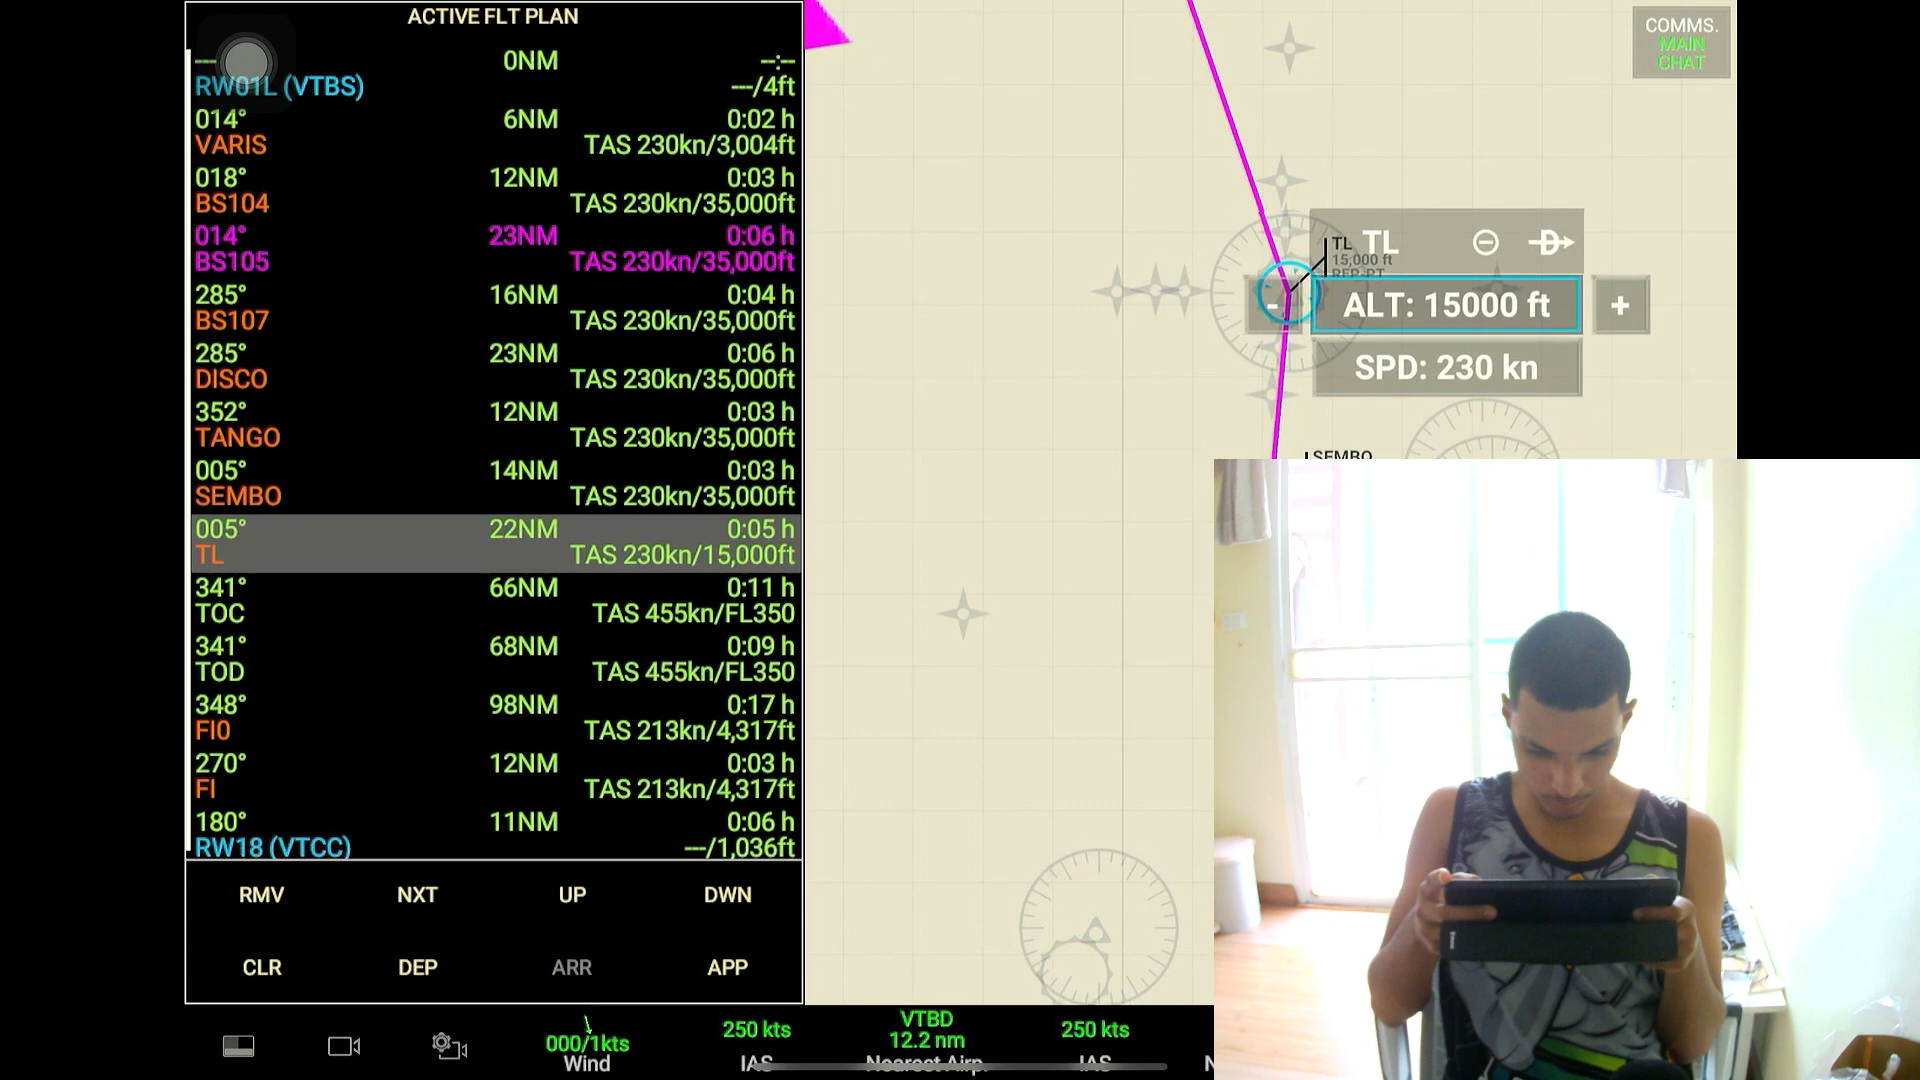 ACTIVE FLT PLAN
--- 0NM --:--
RW01L (VTBS) ---/4ft
014° 6NM 0:02 h
VARIS TAS 230kn/3,004ft
018° 12NM 0:03 h
BS104 TAS 230kn/35,000ft
014° 23NM 0:06 h
BS105 TAS 230kn/35,000ft
285° 16NM 0:04 h
BS107 TAS 230kn/35,000ft
285° 23NM 0:06 h
DISCO TAS 230kn/35,000ft
352° 12NM 0:03 h
TANGO TAS 230kn/35,000ft
005° 14NM 0:03 h
SEMBO TAS 230kn/35,000ft
005° 22NM 0:05 h
TL TAS 230kn/15,000ft
341° 66NM 0:11 h
TOC TAS 455kn/FL350
341° 68NM 0:09 h
TOD TAS 455kn/FL350
348° 98NM 0:17 h
FI0 TAS 213kn/4,317ft
270° 12NM 0:03 h
FI TAS 213kn/4,317ft
180° 11NM 0:06 h
RW18 (VTCC) ---/1,036ft
RMV NXT UP DWN
CLR DEP ARR APP
COMMS.
MAIN
CHAT
TL TL
15,000 ft
REP-PT
- ALT: 15000 ft +
SPD: 230 kn
SEMBO
000/1kts
Wind
250 kts
IAS
VTBD
12.2 nm
Nearest Airp.
250 kts
IAS
N